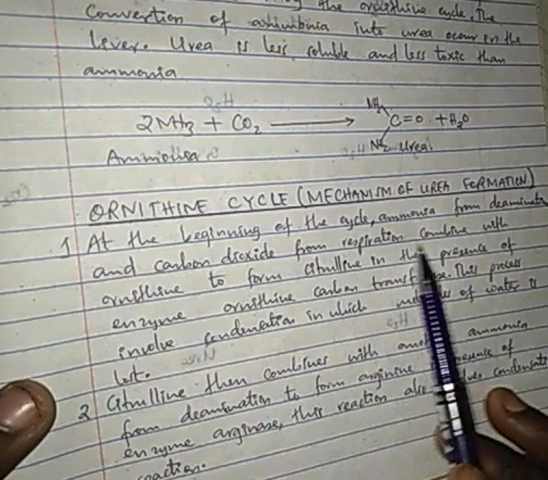 the ornithine cycle. The
Convertion of ammonia into urea occur in the
lever. Urea is less soluble and less toxic than
ammonia
2NH3 + CO2 ⟶ NH2 C=O NH2 + H2O
Ammonia Urea
ORNITHINE CYCLE (MECHANISM OF UREA FORMATION)
1 At the beginning of the cycle, ammonia from deamination
and carbon dioxide from respiration combine with
ornithine to form citrulline in the presence of
enzyme ornithine carbon This process
involve condensation in which of water is
lost.
2 Citrulline then combines with ammonia
from deamination to form arginine of
enzyme arginase, this reaction also condensation
reaction.